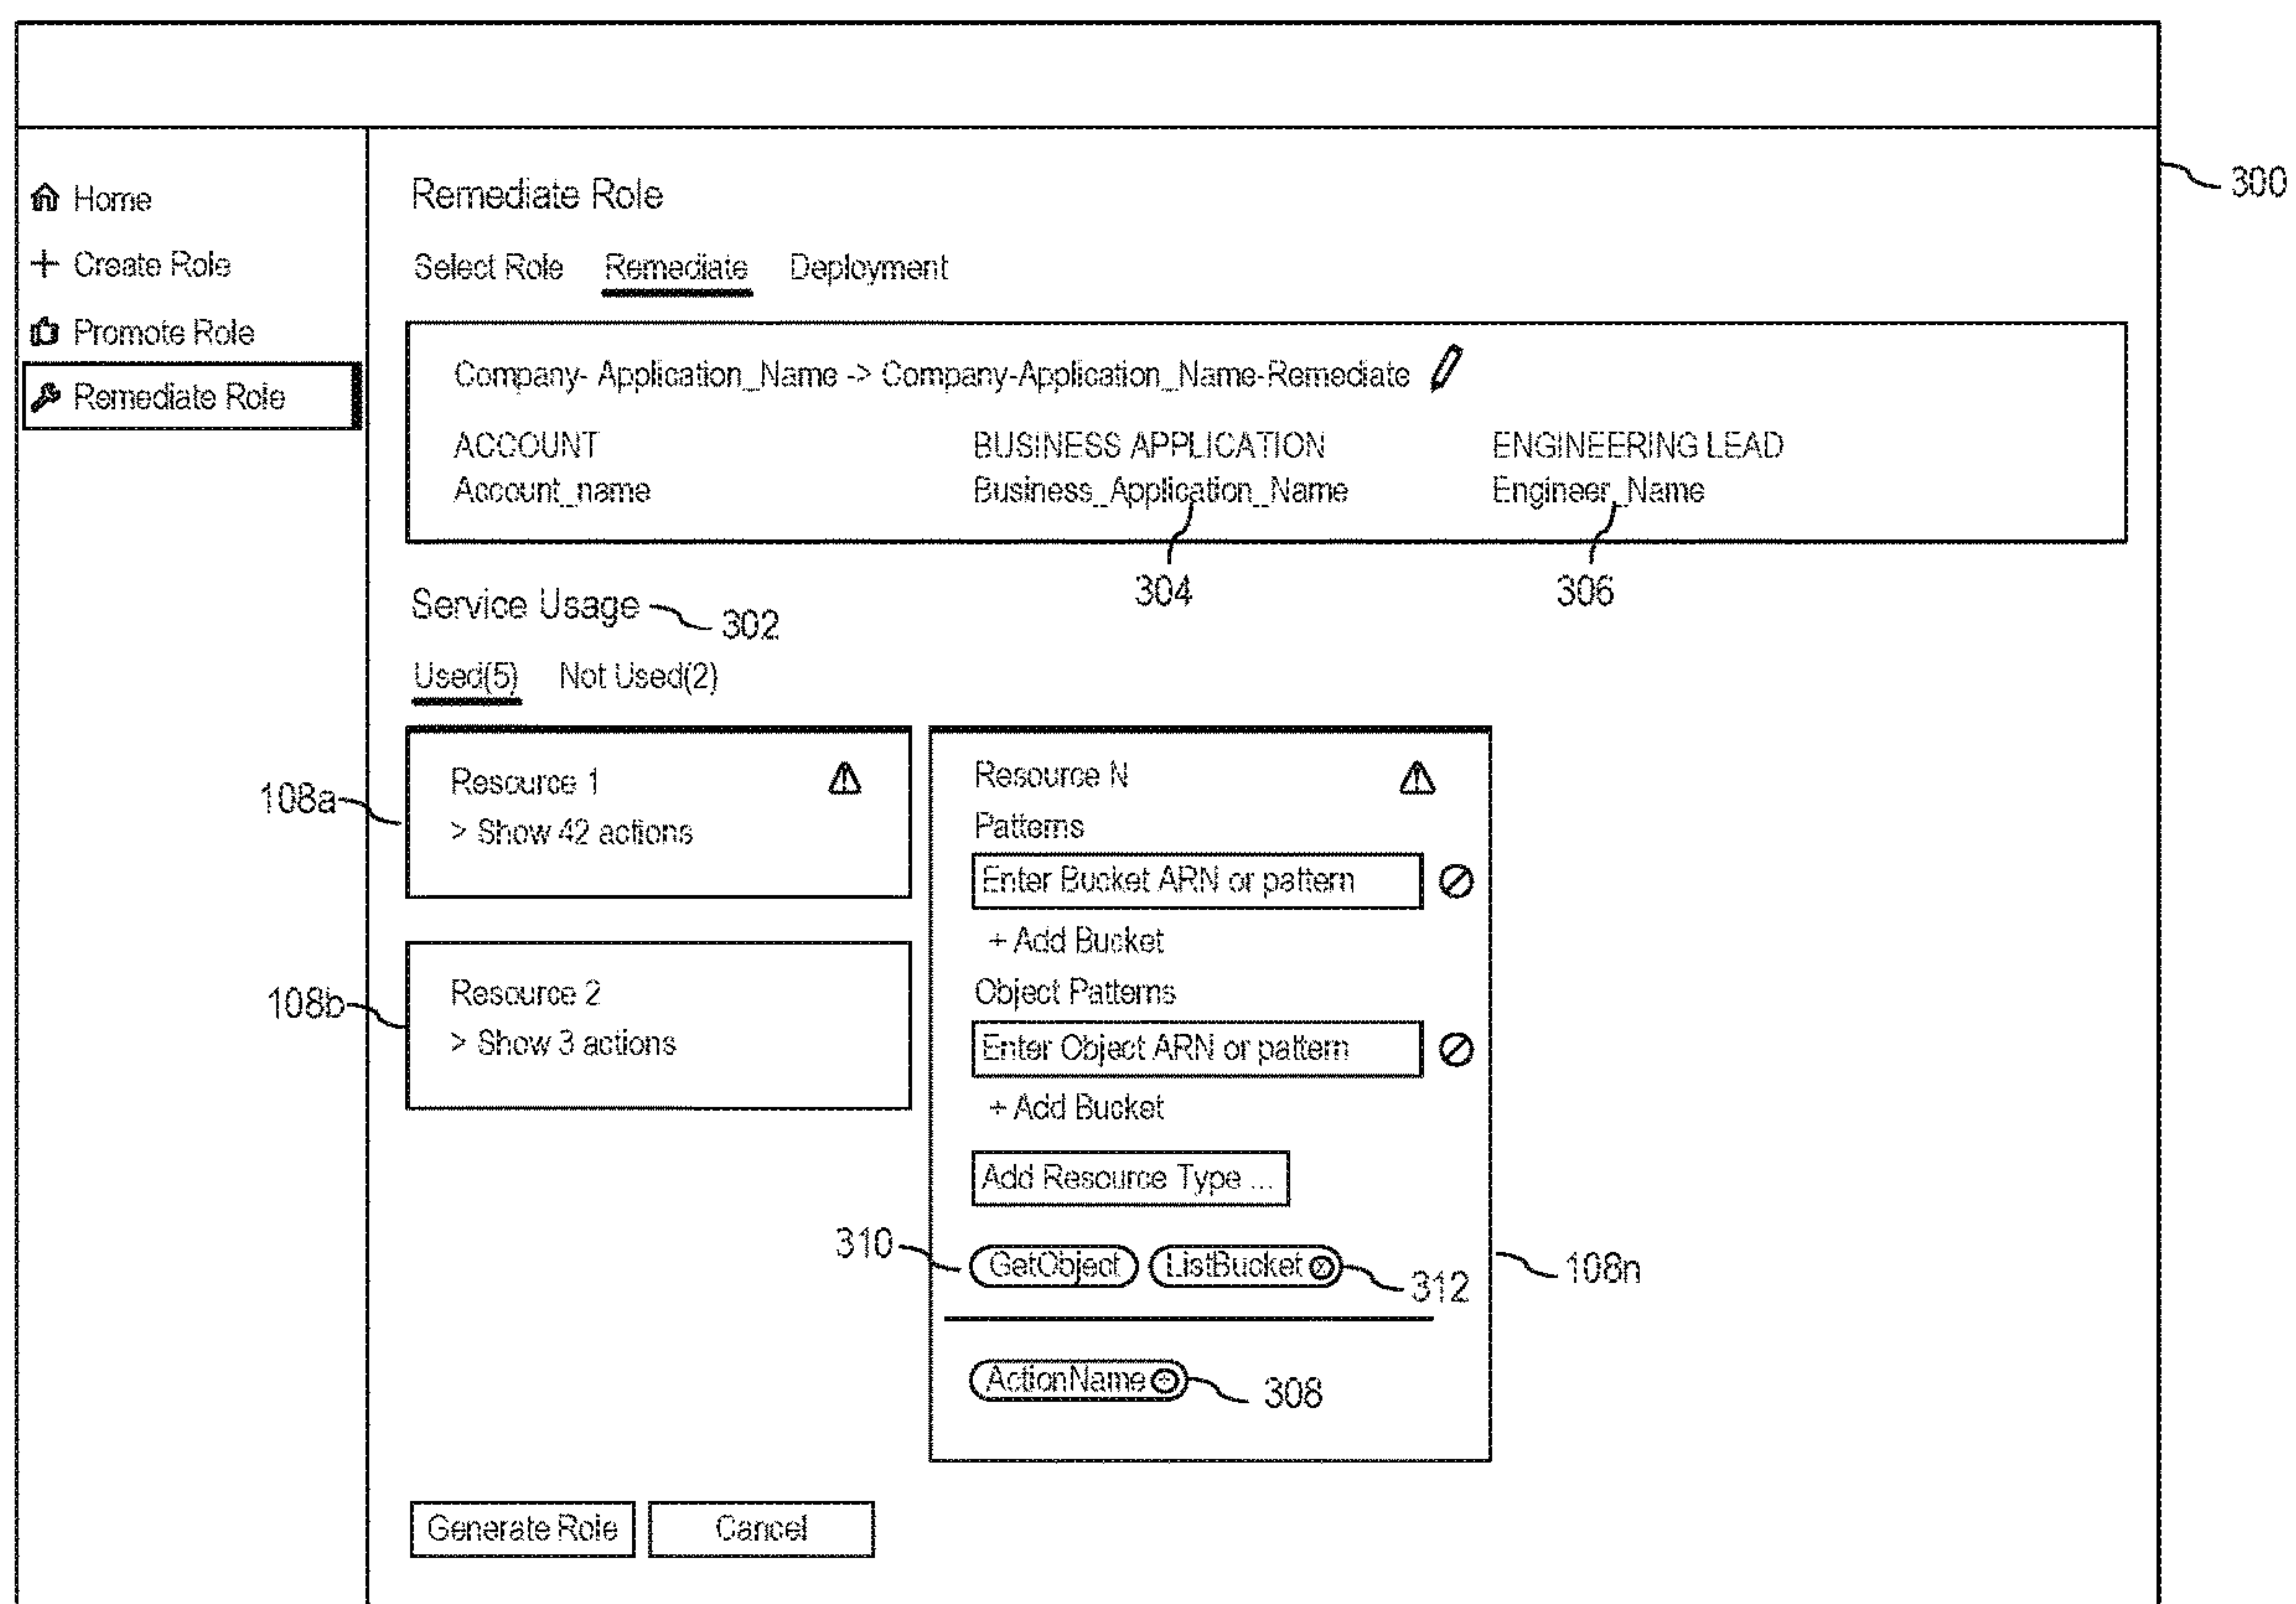 300
Home
Create Role
Promote Role
Remediate Role
Remediate Role
Select Role Remediate Deployment
Company- Application_Name -> Company-Application_Name-Remediate
ACCOUNT BUSINESS APPLICATION ENGINEERING LEAD
Account_name Business_Application_Name Engineer_Name
304 306
Service Usage 302
Used(5) Not Used(2)
108a
Resource 1
> Show 42 actions
108b
Resource 2
> Show 3 actions
Resource N
Patterns
Enter Bucket ARN or pattern
+ Add Bucket
Object Patterns
Enter Object ARN or pattern
+ Add Bucket
Add Resource Type ...
310 GetObject ListBucket 312
108n
ActionName 308
Generate Role Cancel